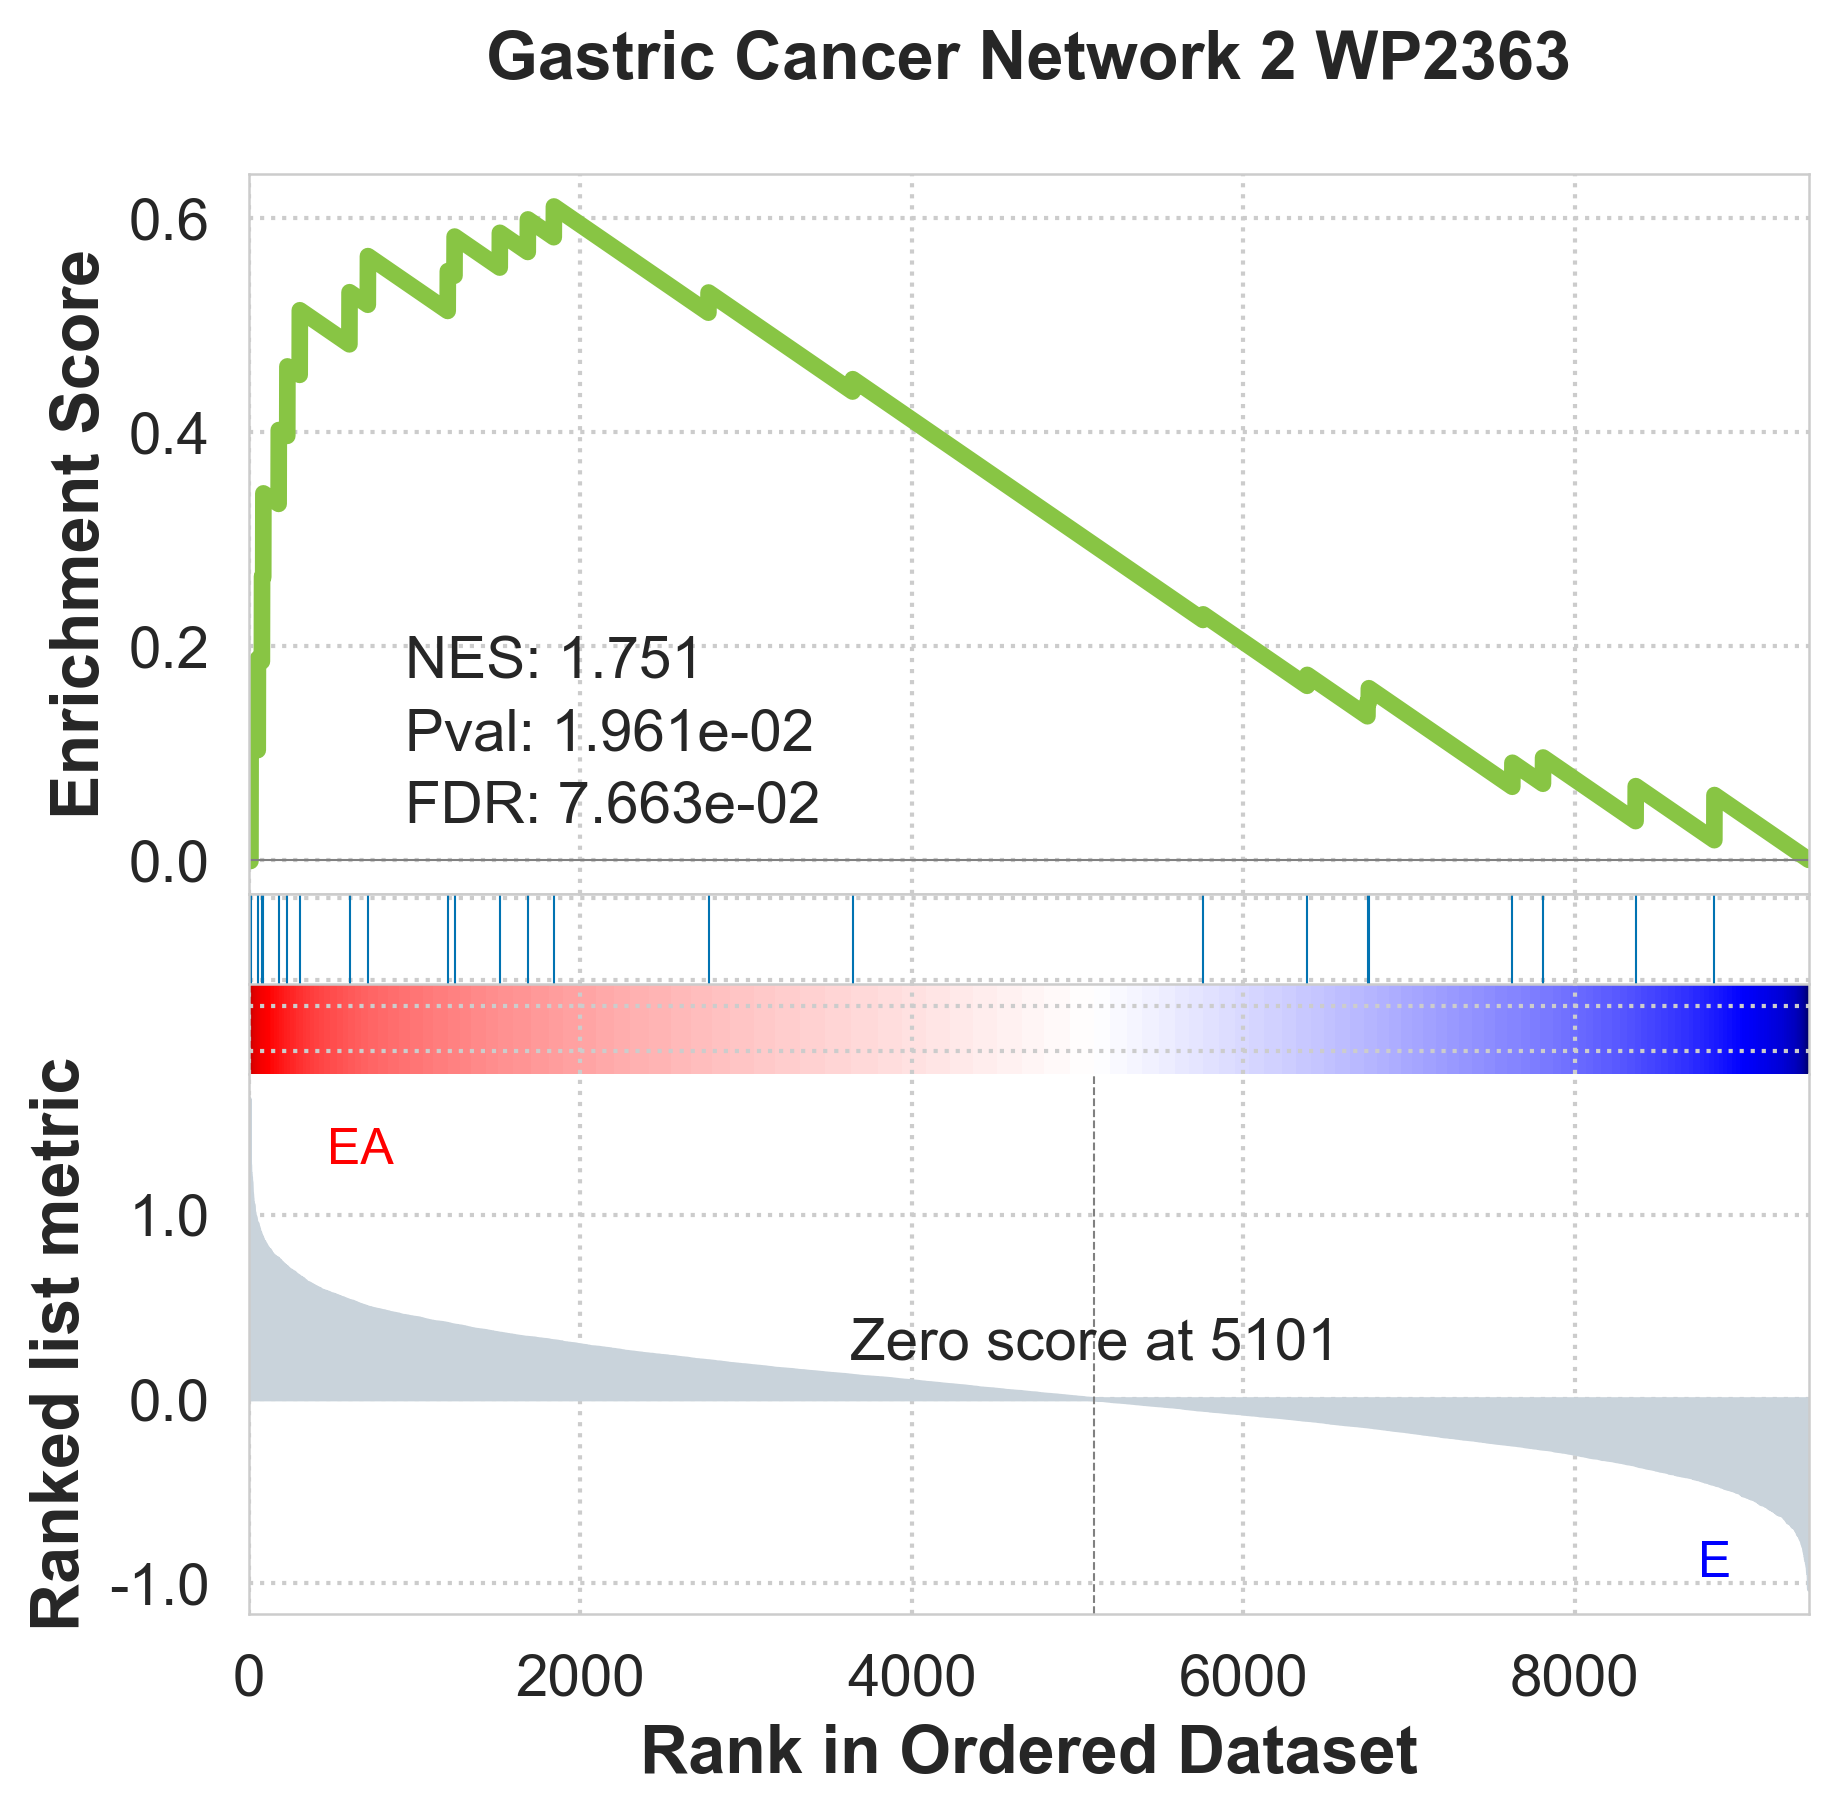 Gastric Cancer Network 2 WP2363
Enrichment Score
0.6
0.4
0.2
0.0
NES: 1.751
Pval: 1.961e-02
FDR: 7.663e-02
Ranked list metric
EA
1.0
Zero score at 5101
0.0
E
-1.0
0 2000 4000 6000 8000
Rank in Ordered Dataset